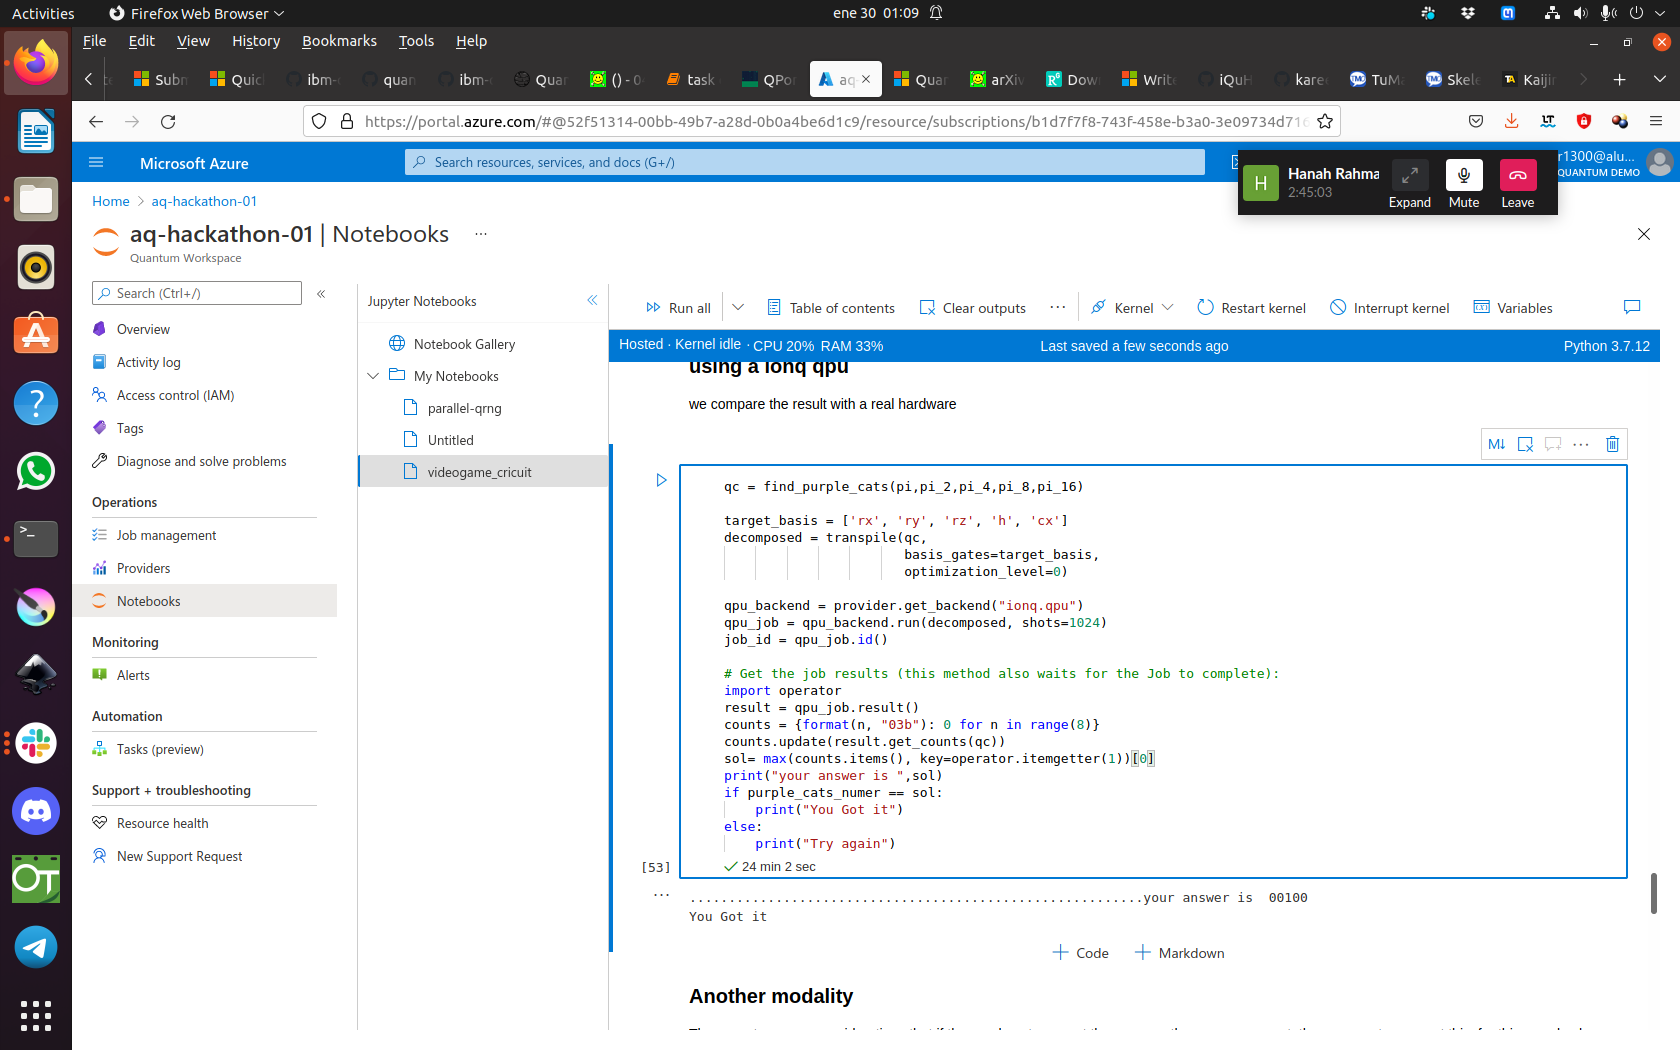 Activities
Firefox Web Browser
ene 30 01:09
File Edit View History Bookmarks Tools Help
Subm
Quic
ibm-
quan
ibm-
Quar
() - 0
task
QPor
aq-
Quar
arXiv
Dow
Write
iQuH
kare
TuMa
Skele
Kaijin
https://portal.azure.com/#@52f51314-00bb-49b7-a28d-0b0a4be6d1c9/resource/subscriptions/b1d7f7f8-743f-458e-b3a0-3e09734d716
Microsoft Azure
Search resources, services, and docs (G+/)
r1300@alu...
QUANTUM DEMO
H
Hanah Rahma
2:45:03
Expand
Mute
Leave
Home > aq-hackathon-01
aq-hackathon-01 | Notebooks ...
Quantum Workspace
Search (Ctrl+/)
Overview
Activity log
Access control (IAM)
Tags
Diagnose and solve problems
Operations
Job management
Providers
Notebooks
Monitoring
Alerts
Automation
Tasks (preview)
Support + troubleshooting
Resource health
New Support Request
Jupyter Notebooks
Notebook Gallery
My Notebooks
parallel-qrng
Untitled
videogame_cricuit
Run all
Table of contents
Clear outputs
Kernel
Restart kernel
Interrupt kernel
Variables
Hosted · Kernel idle · CPU 20% RAM 33%
Last saved a few seconds ago
Python 3.7.12
using a ionq qpu
we compare the result with a real hardware
M↓
qc = find_purple_cats(pi,pi_2,pi_4,pi_8,pi_16)
target_basis = ['rx', 'ry', 'rz', 'h', 'cx']
decomposed = transpile(qc,
basis_gates=target_basis,
optimization_level=0)
qpu_backend = provider.get_backend("ionq.qpu")
qpu_job = qpu_backend.run(decomposed, shots=1024)
job_id = qpu_job.id()
# Get the job results (this method also waits for the Job to complete):
import operator
result = qpu_job.result()
counts = {format(n, "03b"): 0 for n in range(8)}
counts.update(result.get_counts(qc))
sol= max(counts.items(), key=operator.itemgetter(1))[0]
print("your answer is ",sol)
if purple_cats_numer == sol:
print("You Got it")
else:
print("Try again")
[53]
24 min 2 sec
..........................................................your answer is  00100
You Got it
Code
Markdown
Another modality